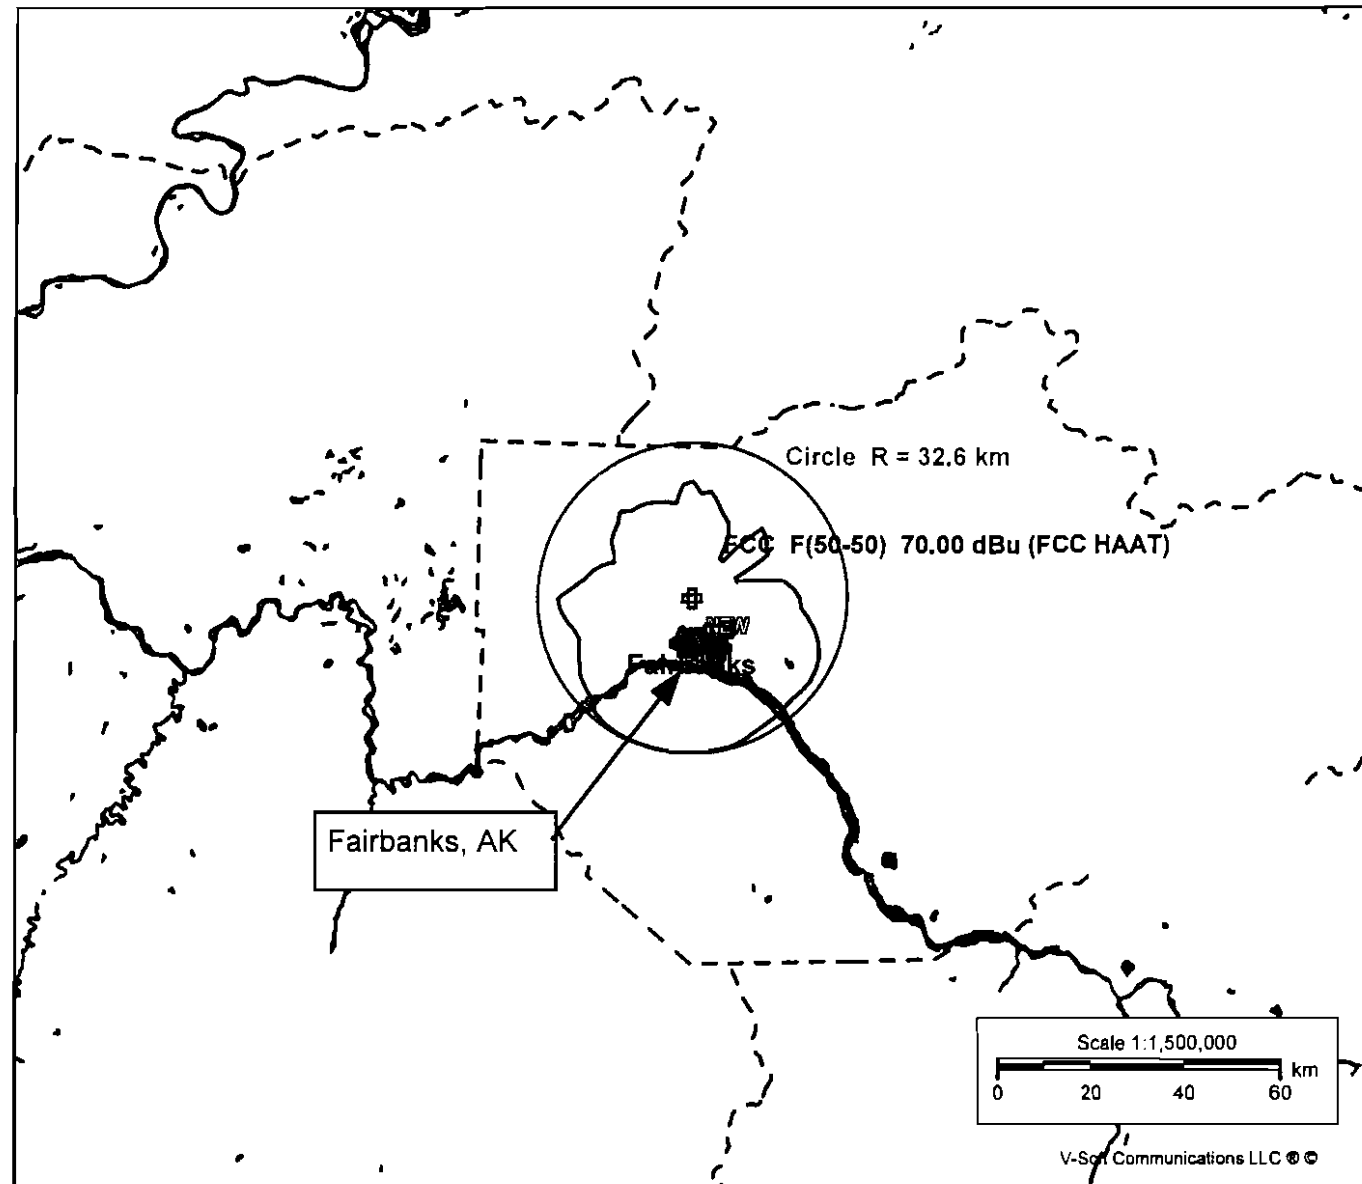 Circle R = 32.6 km
FCC F(50-50) 70.00 dBu (FCC HAAT)
NEW
Fairbanks
Fairbanks, AK
Scale 1:1,500,000
km
0 20 40 60
V-Soft Communications LLC ® ©